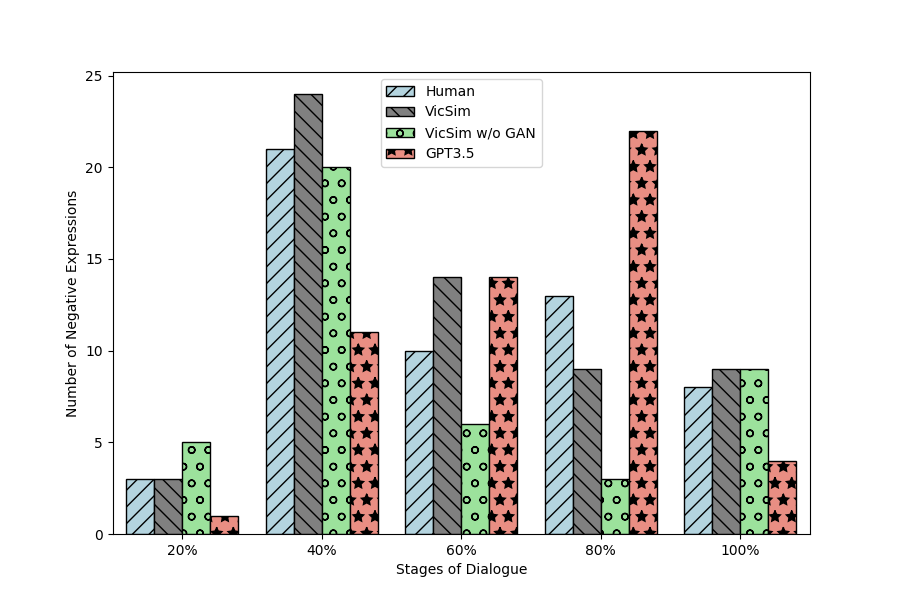 Human
VicSim
VicSim w/o GAN
GPT3.5
25
20
15
10
5
0
Number of Negative Expressions
20% 40% 60% 80% 100%
Stages of Dialogue